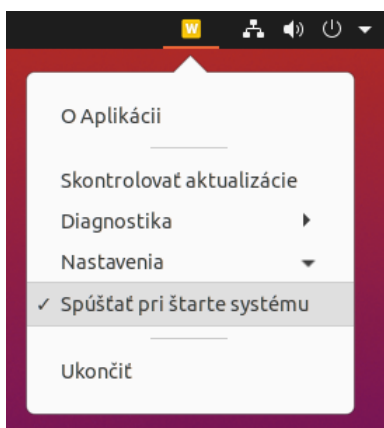 W
O Aplikácii
Skontrolovať aktualizácie
Diagnostika
Nastavenia
✓ Spúšťať pri štarte systému
Ukončiť